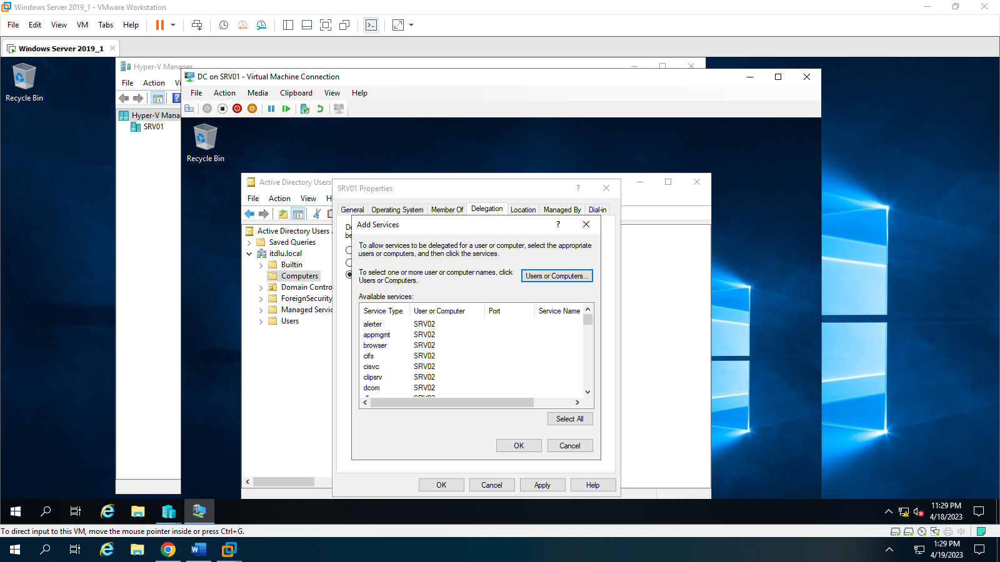 Windows Server 2019_1 - VMware Workstation
File Edit View VM Tabs Help
Windows Server 2019_1
Recycle Bin
Hyper-V Manager
File Action
Hyper-V Mana
SRV01
DC on SRV01 - Virtual Machine Connection
File Action Media Clipboard View Help
Recycle Bin
Active Directory Users
File Action View H
Active Directory Users
Saved Queries
itdlu.local
Builtin
Computers
Domain Contro
ForeignSecurity
Managed Servic
Users
SRV01 Properties
General Operating System Member Of Delegation Location Managed By Dial-in
De
be
Add Services
To allow services to be delegated for a user or computer, select the appropriate
users or computers, and then click the services.
To select one or more user or computer names, click
Users or Computers.
Users or Computers...
Available services:
Service Type User or Computer Port Service Name
alerter SRV02
appmgmt SRV02
browser SRV02
cifs SRV02
cisvc SRV02
clipsrv SRV02
dcom SRV02
SRV02
Select All
OK Cancel
OK Cancel Apply Help
11:29 PM
4/18/2023
To direct input to this VM, move the mouse pointer inside or press Ctrl+G.
1:29 PM
4/19/2023